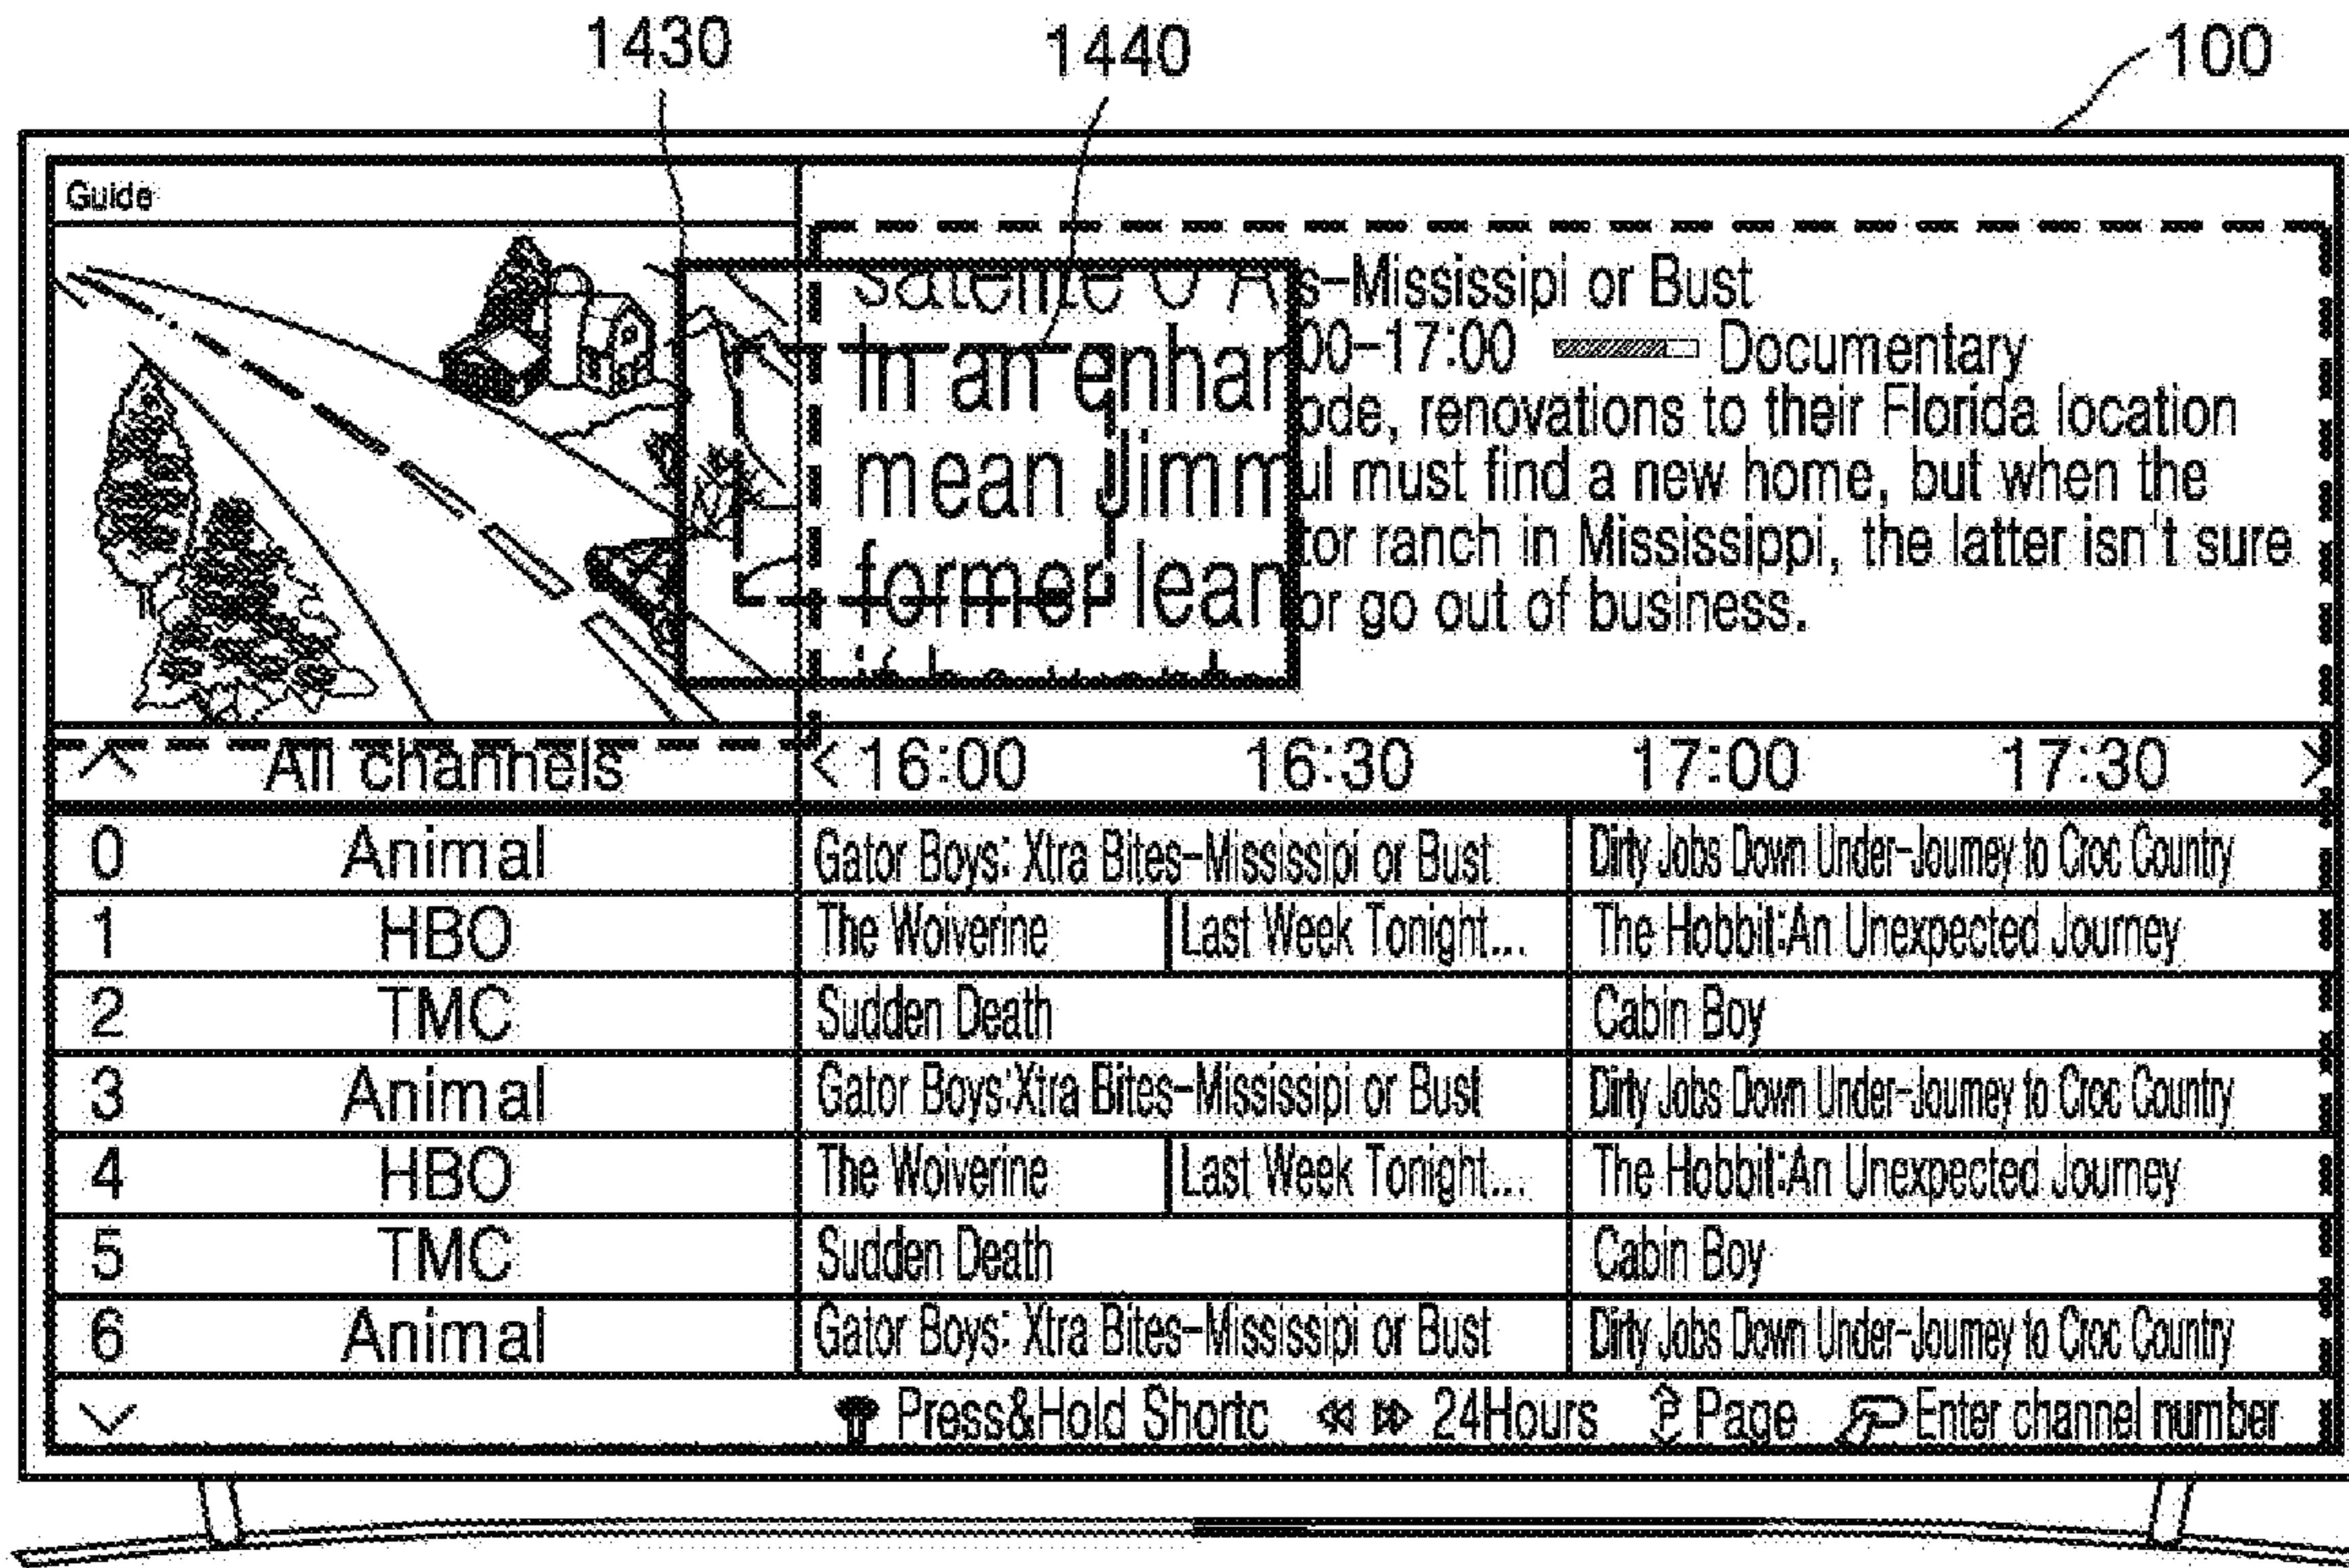 1430 1440 100
Guide
s-Mississipi or Bust
In an enhan
00-17:00 Documentary
ode, renovations to their Florida location
mean Jimm
ul must find a new home, but when the
former lean
tor ranch in Mississippi, the latter isn't sure
or go out of business.
All channels <16:00 16:30 17:00 17:30 >
0 Animal Gator Boys: Xtra Bites-Mississipi or Bust Dirty Jobs Down Under-Journey to Croc Country
1 HBO The Woiverine Last Week Tonight... The Hobbit:An Unexpected Journey
2 TMC Sudden Death Cabin Boy
3 Animal Gator Boys:Xtra Bites-Mississipi or Bust Dirty Jobs Down Under-Journey to Croc Country
4 HBO The Woiverine Last Week Tonight... The Hobbit:An Unexpected Journey
5 TMC Sudden Death Cabin Boy
6 Animal Gator Boys: Xtra Bites-Mississipi or Bust Dirty Jobs Down Under-Journey to Croc Country
Press&Hold Shortc 24Hours P Page Enter channel number